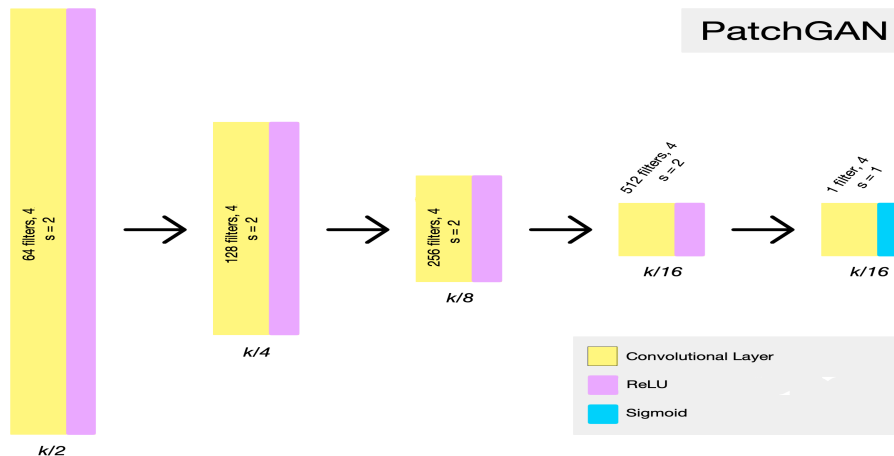 PatchGAN
64 filters, 4
s = 2
k/2
128 filters, 4
s = 2
k/4
256 filters, 4
s = 2
k/8
512 filters, 4
s = 2
k/16
1 filter, 4
s = 1
k/16
Convolutional Layer
ReLU
Sigmoid